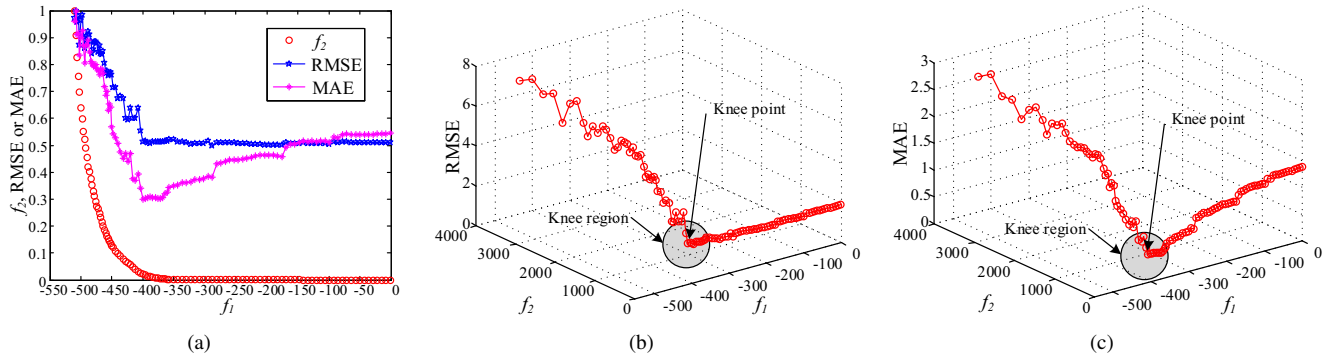 1
0.9
0.8
0.7
0.6
0.5
0.4
0.3
0.2
0.1
0
f2, RMSE or MAE
-550 -500 -450 -400 -350 -300 -250 -200 -150 -100 -50 0
f1
f2
RMSE
MAE
(a)
8
6
4
2
0
RMSE
4000
3000
2000
1000
0
f2
-500
-400
-300
-200
-100
0
f1
Knee point
Knee region
(b)
3
2.5
2
1.5
1
0.5
0
MAE
4000
3000
2000
1000
0
f2
-500
-400
-300
-200
-100
0
f1
Knee point
Knee region
(c)